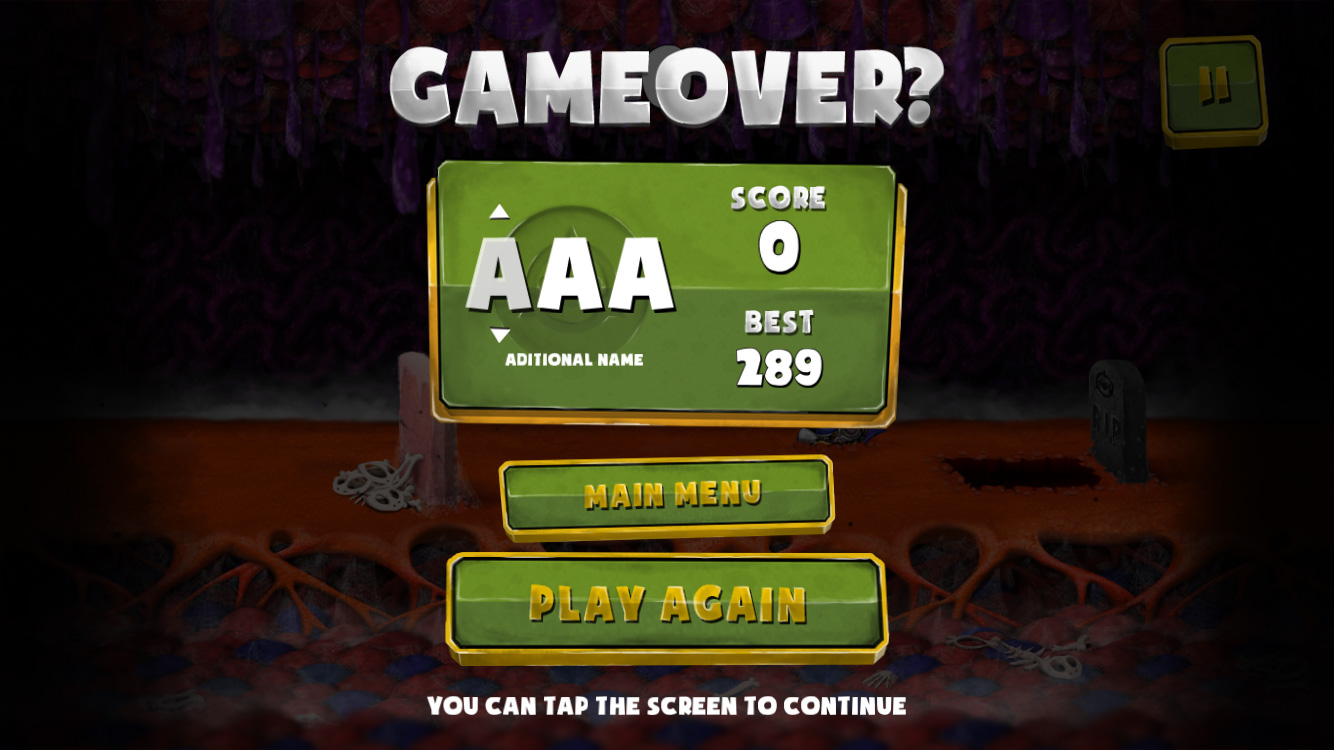 GAMEOVER?
SCORE
0
AAA
BEST
289
ADITIONAL NAME
RIP
MAIN MENU
PLAY AGAIN
YOU CAN TAP THE SCREEN TO CONTINUE